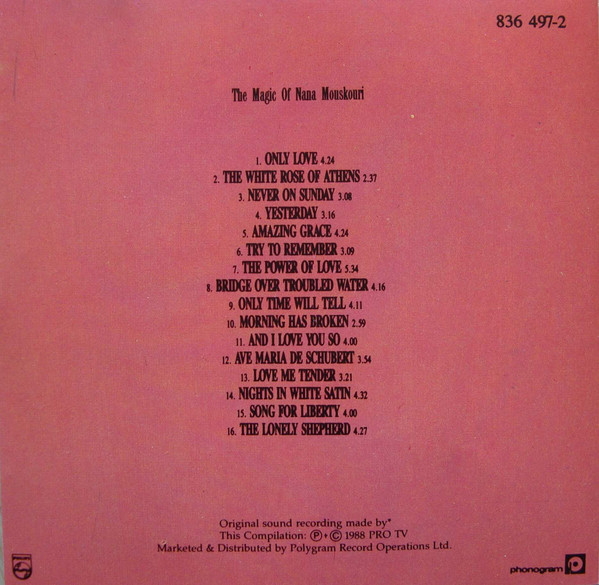 836 497-2
The Magic Of Nana Mouskouri
1. ONLY LOVE 4.24
2. THE WHITE ROSE OF ATHENS 2.37
3. NEVER ON SUNDAY 3.08
4. YESTERDAY 3.16
5. AMAZING GRACE 4.24
6. TRY TO REMEMBER 3.09
7. THE POWER OF LOVE 5.34
8. BRIDGE OVER TROUBLED WATER 4.16
9. ONLY TIME WILL TELL 4.11
10. MORNING HAS BROKEN 2.59
11. AND I LOVE YOU SO 4.00
12. AVE MARIA DE SCHUBERT 3.54
13. LOVE ME TENDER 3.21
14. NIGHTS IN WHITE SATIN 4.32
15. SONG FOR LIBERTY 4.00
16. THE LONELY SHEPHERD 4.27
Original sound recording made by*
This Compilation: Ⓟ+Ⓒ 1988 PRO TV
Marketed & Distributed by Polygram Record Operations Ltd.
PHILIPS
phonogram